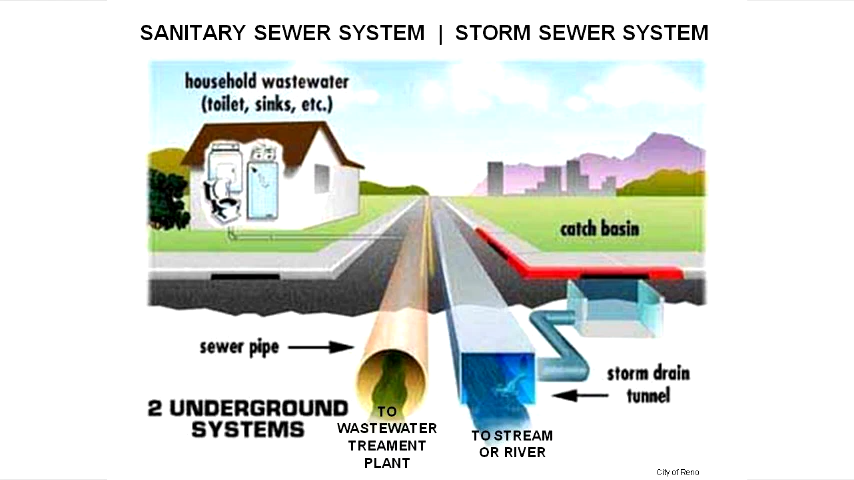 SANITARY SEWER SYSTEM | STORM SEWER SYSTEM
household wastewater
(toilet, sinks, etc.)
catch basin
sewer pipe
storm drain
tunnel
2 UNDERGROUND
SYSTEMS
TO
WASTEWATER
TREAMENT
PLANT
TO STREAM
OR RIVER
City of Reno